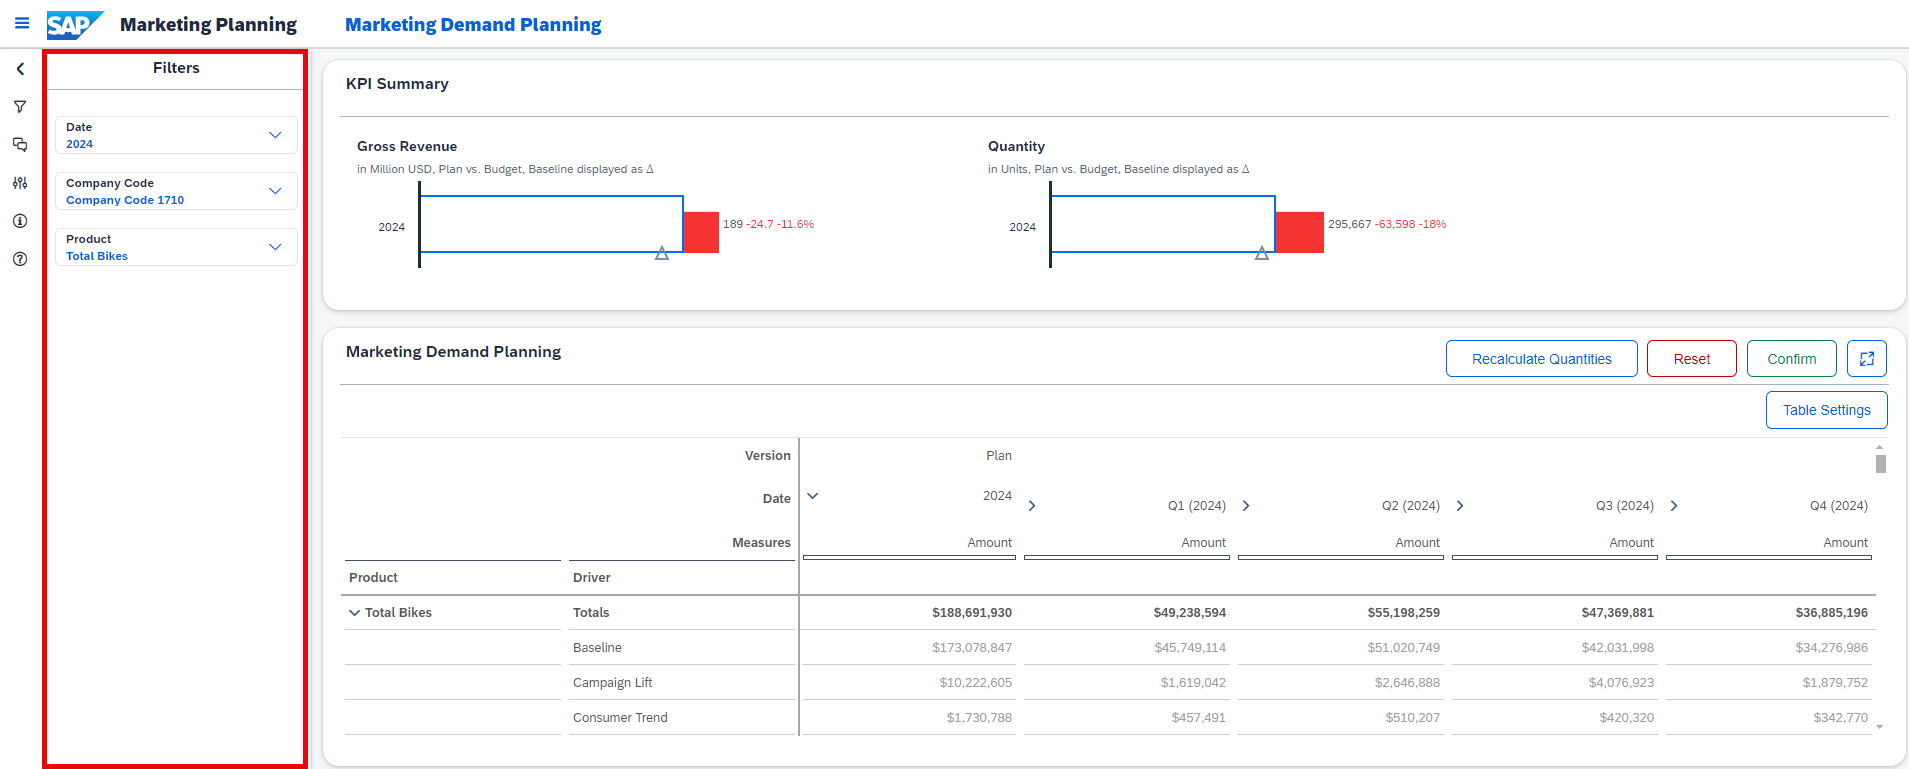 SAP Marketing Planning Marketing Demand Planning
Filters
Date
2024
Company Code
Company Code 1710
Product
Total Bikes
KPI Summary
Gross Revenue
in Million USD, Plan vs. Budget, Baseline displayed as Δ
2024
189 -24.7 -11.6%
Quantity
in Units, Plan vs. Budget, Baseline displayed as Δ
2024
295,667 -63,598 -18%
Marketing Demand Planning
Recalculate Quantities Reset Confirm
Table Settings
Version Plan
Date 2024 Q1 (2024) Q2 (2024) Q3 (2024) Q4 (2024)
Measures Amount Amount Amount Amount Amount
Product Driver
Total Bikes Totals $188,691,930 $49,238,594 $55,198,259 $47,369,881 $36,885,196
Baseline $173,078,847 $45,749,114 $51,020,749 $42,031,998 $34,276,986
Campaign Lift $10,222,605 $1,619,042 $2,646,888 $4,076,923 $1,879,752
Consumer Trend $1,730,788 $457,491 $510,207 $420,320 $342,770